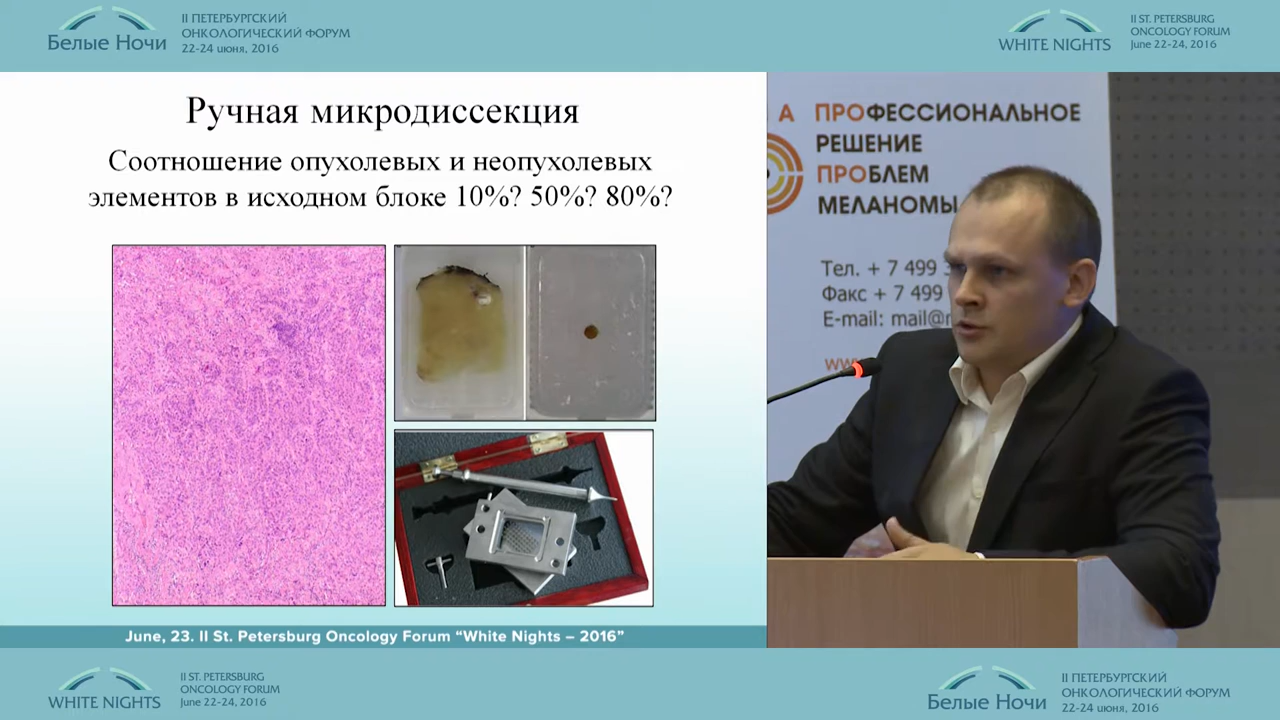 Белые Ночи
II ПЕТЕРБУРГСКИЙ
ОНКОЛОГИЧЕСКИЙ ФОРУМ
22-24 июня, 2016
WHITE NIGHTS
II ST. PETERSBURG
ONCOLOGY FORUM
June 22-24, 2016
Ручная микродиссекция
Соотношение опухолевых и неопухолевых
элементов в исходном блоке 10%? 50%? 80%?
А ПРОФЕССИОНАЛЬНОЕ
РЕШЕНИЕ
ПРОБЛЕМ
МЕЛАНОМЫ
Тел. + 7 499
Факс + 7 499
E-mail: mail@
June, 23. II St. Petersburg Oncology Forum “White Nights – 2016”
WHITE NIGHTS
II ST. PETERSBURG
ONCOLOGY FORUM
June 22-24, 2016
Белые Ночи
II ПЕТЕРБУРГСКИЙ
ОНКОЛОГИЧЕСКИЙ ФОРУМ
22-24 июня, 2016